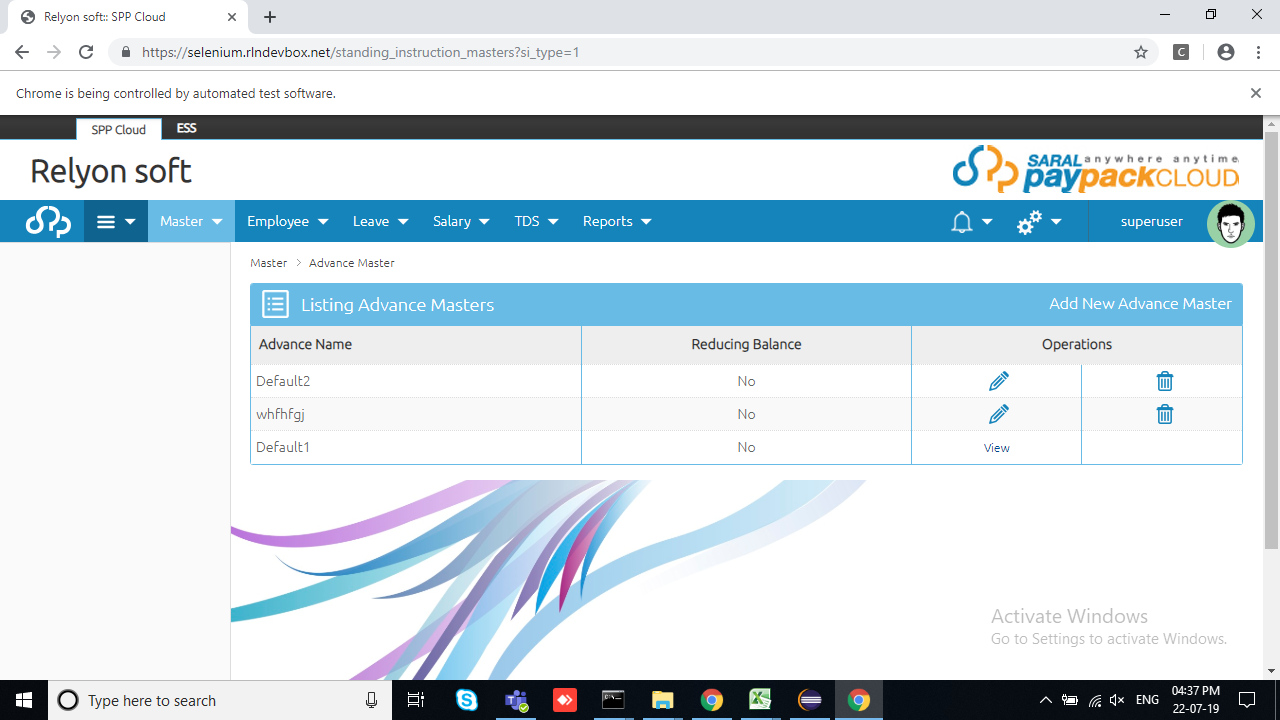 Relyon soft:: SPP Cloud
https://selenium.rlndevbox.net/standing_instruction_masters?si_type=1
C
Chrome is being controlled by automated test software.
SPP Cloud ESS
Relyon soft
SARAL anywhere anytime
paypackCLOUD
Master Employee Leave Salary TDS Reports superuser
Master > Advance Master
Listing Advance Masters Add New Advance Master
Advance Name Reducing Balance Operations
Default2 No
whfhfgj No
Default1 No View
Activate Windows
Go to Settings to activate Windows.
Type here to search
ENG
04:37 PM
22-07-19